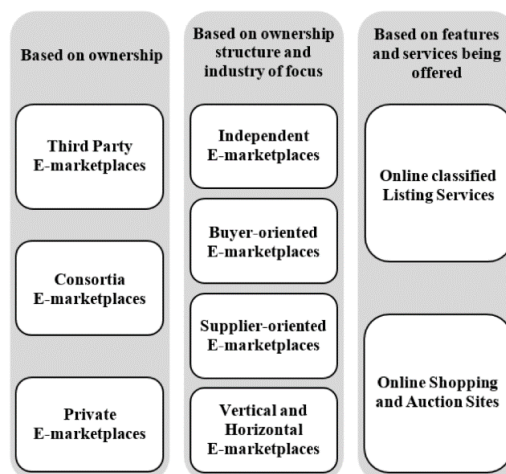 Based on ownership
Third Party
E-marketplaces
Consortia
E-marketplaces
Private
E-marketplaces
Based on ownership
structure and
industry of focus
Independent
E-marketplaces
Buyer-oriented
E-marketplaces
Supplier-oriented
E-marketplaces
Vertical and
Horizontal
E-marketplaces
Based on features
and services being
offered
Online classified
Listing Services
Online Shopping
and Auction Sites